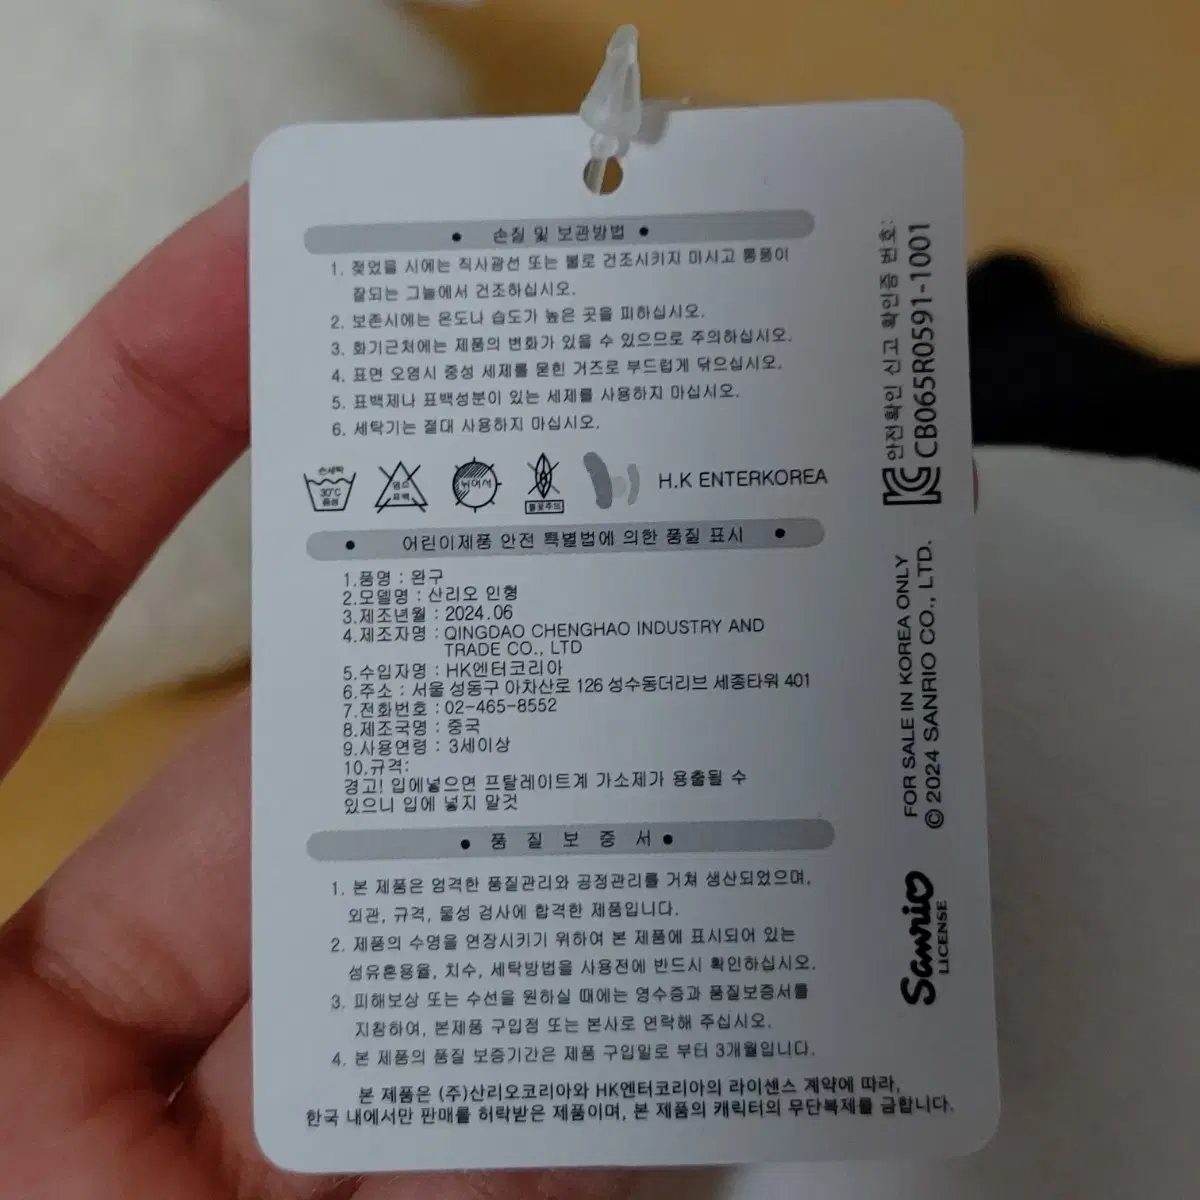 • 손질 및 보관방법 •
1. 젖었을 시에는 직사광선 또는 불로 건조시키지 마시고 통풍이
잘되는 그늘에서 건조하십시오.
2. 보존시에는 온도나 습도가 높은 곳을 피하십시오.
3. 화기근처에는 제품의 변화가 있을 수 있으므로 주의하십시오.
4. 표면 오염시 중성 세제를 묻힌 거즈로 부드럽게 닦으십시오.
5. 표백제나 표백성분이 있는 세제를 사용하지 마십시오.
6. 세탁기는 절대 사용하지 마십시오.
손세탁
30°C
중성
염소
표백
뉘어서
불꽃주의
H.K ENTERKOREA
• 어린이제품 안전 특별법에 의한 품질 표시 •
1.품명 : 완구
2.모델명 : 산리오 인형
3.제조년월 : 2024.06
4.제조자명 : QINGDAO CHENGHAO INDUSTRY AND
TRADE CO., LTD
5.수입자명 : HK엔터코리아
6.주소 : 서울 성동구 아차산로 126 성수동더리브 세종타워 401
7.전화번호 : 02-465-8552
8.제조국명 : 중국
9.사용연령 : 3세이상
10.규격:
경고! 입에넣으면 프탈레이트계 가소제가 용출될 수
있으니 입에 넣지 말것
• 품 질 보 증 서 •
1. 본 제품은 엄격한 품질관리와 공정관리를 거쳐 생산되었으며,
외관, 규격, 물성 검사에 합격한 제품입니다.
2. 제품의 수명을 연장시키기 위하여 본 제품에 표시되어 있는
섬유혼용율, 치수, 세탁방법을 사용전에 반드시 확인하십시오.
3. 피해보상 또는 수선을 원하실 때에는 영수증과 품질보증서를
지참하여, 본제품 구입점 또는 본사로 연락해 주십시오.
4. 본 제품의 품질 보증기간은 제품 구입일로 부터 3개월입니다.
본 제품은 (주)산리오코리아와 HK엔터코리아의 라이센스 계약에 따라,
한국 내에서만 판매를 허락받은 제품이며, 본 제품의 캐릭터의 무단복제를 금합니다.
안전확인 신고 확인증 번호:
CB065R0591-1001
FOR SALE IN KOREA ONLY
© 2024 SANRIO CO., LTD.
Sanrio
LICENSE